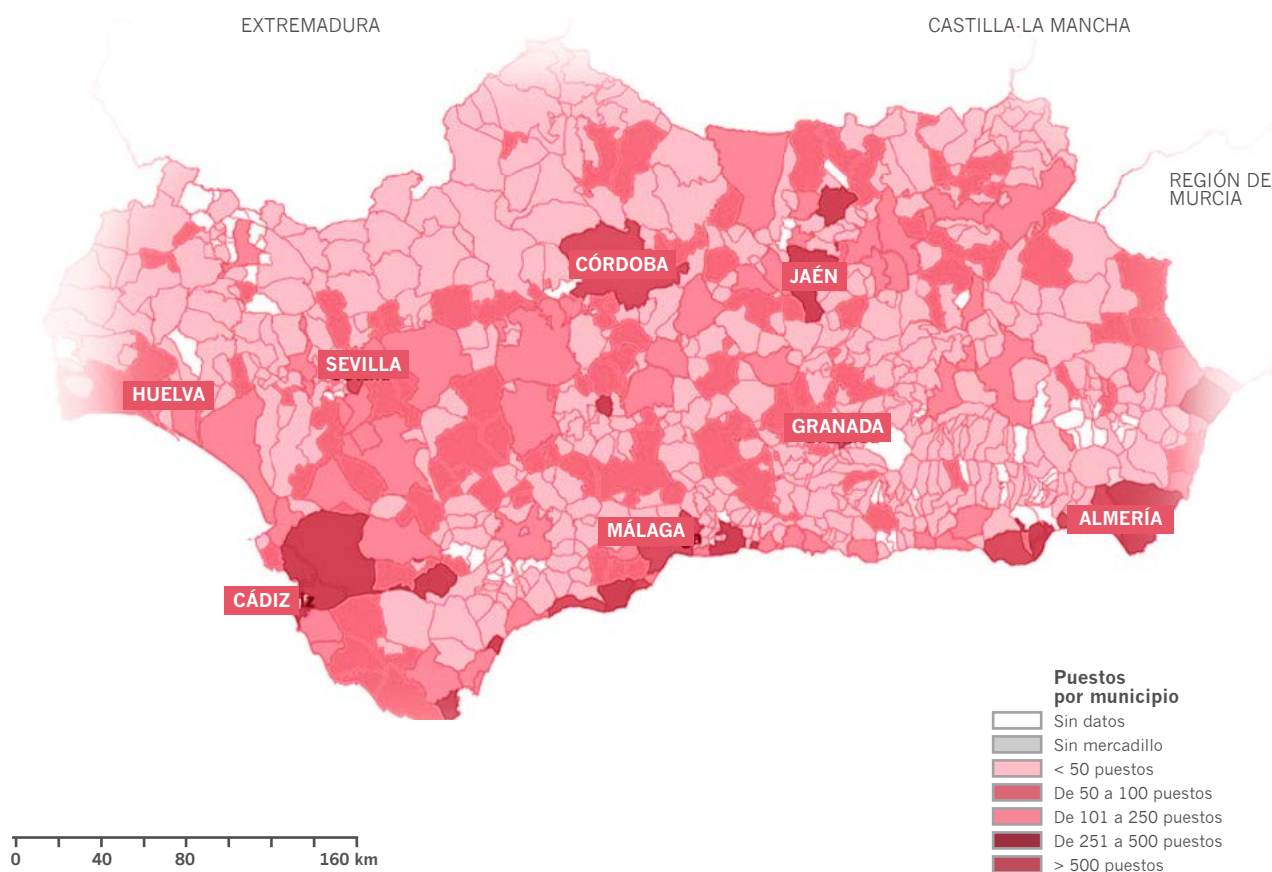 EXTREMADURA
CASTILLA-LA MANCHA
REGIÓN DE
MURCIA
CÓRDOBA
JAÉN
SEVILLA
HUELVA
GRANADA
ALMERÍA
MÁLAGA
CÁDIZ
Puestos
por municipio
Sin datos
Sin mercadillo
< 50 puestos
De 50 a 100 puestos
De 101 a 250 puestos
De 251 a 500 puestos
> 500 puestos
0 40 80 160 km